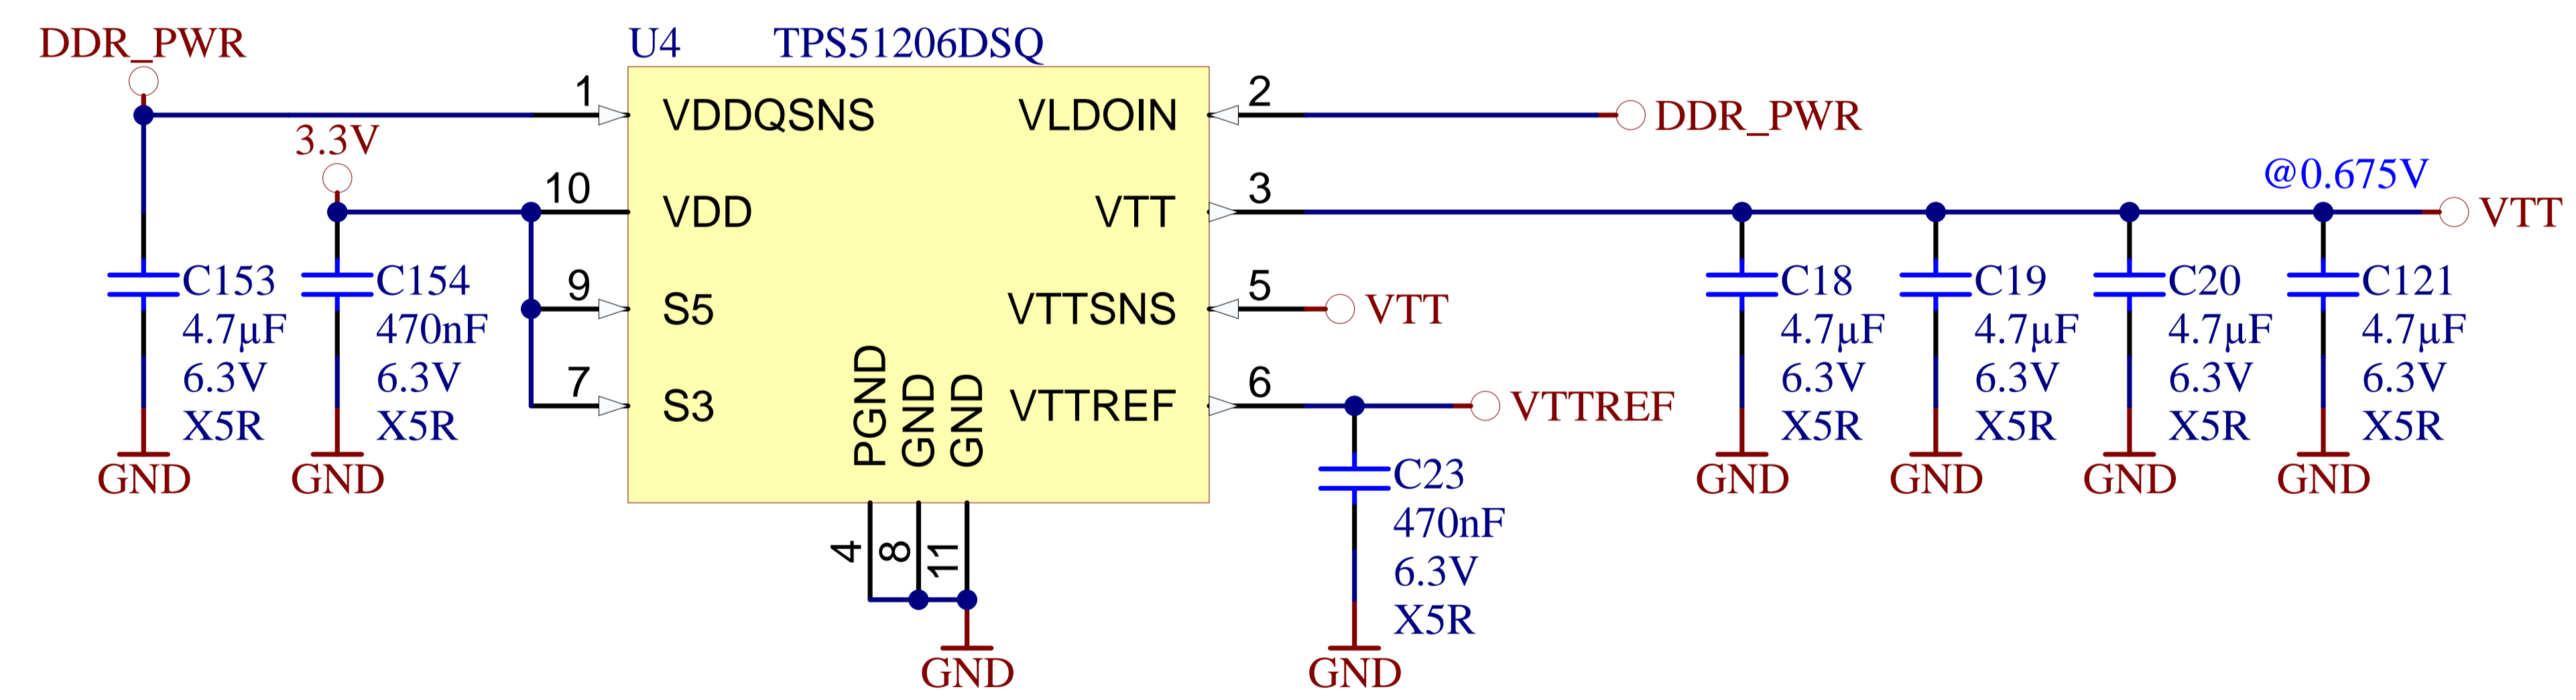 DDR_PWR
U4 TPS51206DSQ
1 VDDQSNS VLDOIN 2 DDR_PWR
3.3V
10 VDD VTT 3 @0.675V VTT
9 S5 VTTSNS 5 VTT
7 S3 VTTREF 6 VTTREF
PGND
GND
GND
4
8
11
GND
C153
4.7µF
6.3V
X5R
GND
C154
470nF
6.3V
X5R
GND
C23
470nF
6.3V
X5R
GND
C18
4.7µF
6.3V
X5R
GND
C19
4.7µF
6.3V
X5R
GND
C20
4.7µF
6.3V
X5R
GND
C121
4.7µF
6.3V
X5R
GND